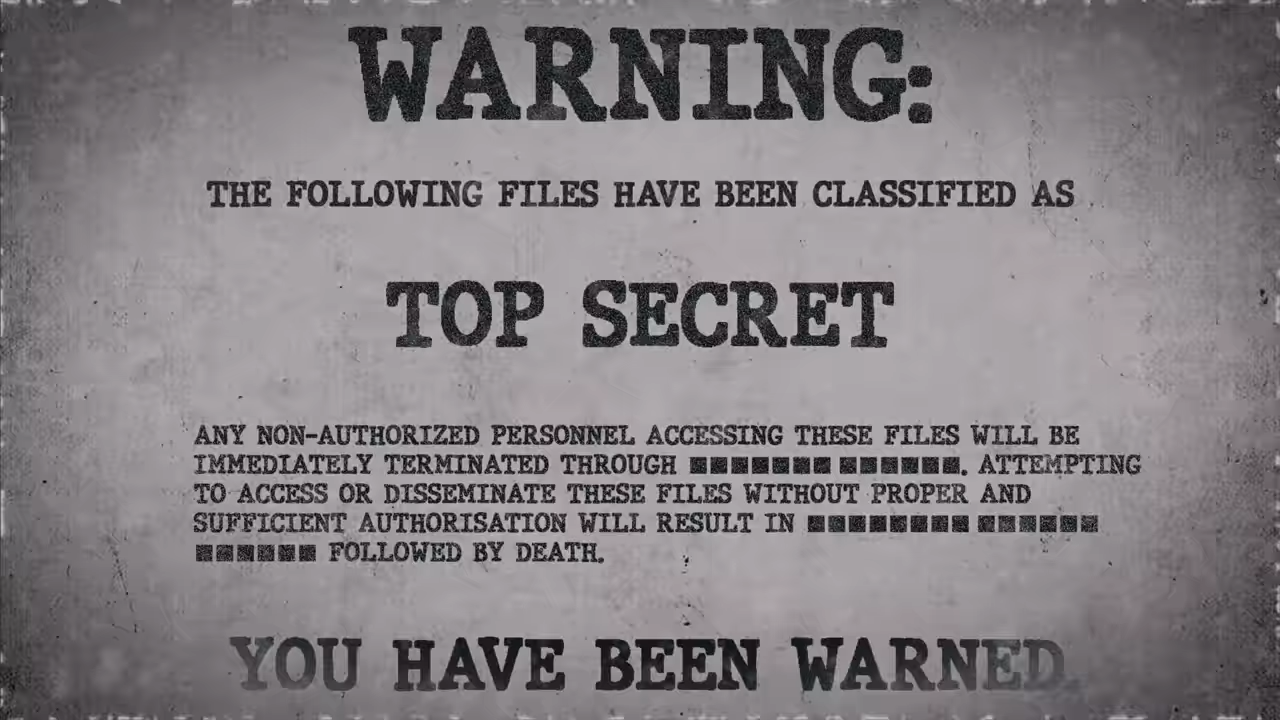 WARNING:
THE FOLLOWING FILES HAVE BEEN CLASSIFIED AS
TOP SECRET
ANY NON-AUTHORIZED PERSONNEL ACCESSING THESE FILES WILL BE
IMMEDIATELY TERMINATED THROUGH ■■■■■■■ ■■■■■■. ATTEMPTING
TO ACCESS OR DISSEMINATE THESE FILES WITHOUT PROPER AND
SUFFICIENT AUTHORISATION WILL RESULT IN ■■■■■■■■ ■■■■■■
■■■■■■ FOLLOWED BY DEATH.
YOU HAVE BEEN WARNED.